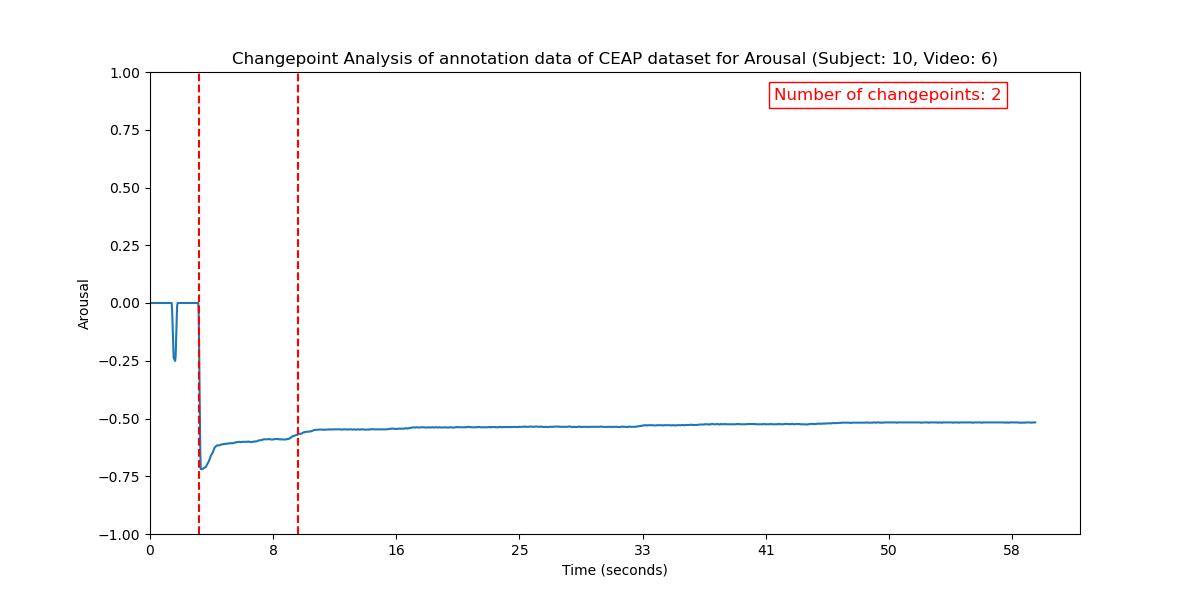 Changepoint Analysis of annotation data of CEAP dataset for Arousal (Subject: 10, Video: 6)
Number of changepoints: 2
1.00
0.75
0.50
0.25
0.00
−0.25
−0.50
−0.75
−1.00
Arousal
0 8 16 25 33 41 50 58
Time (seconds)